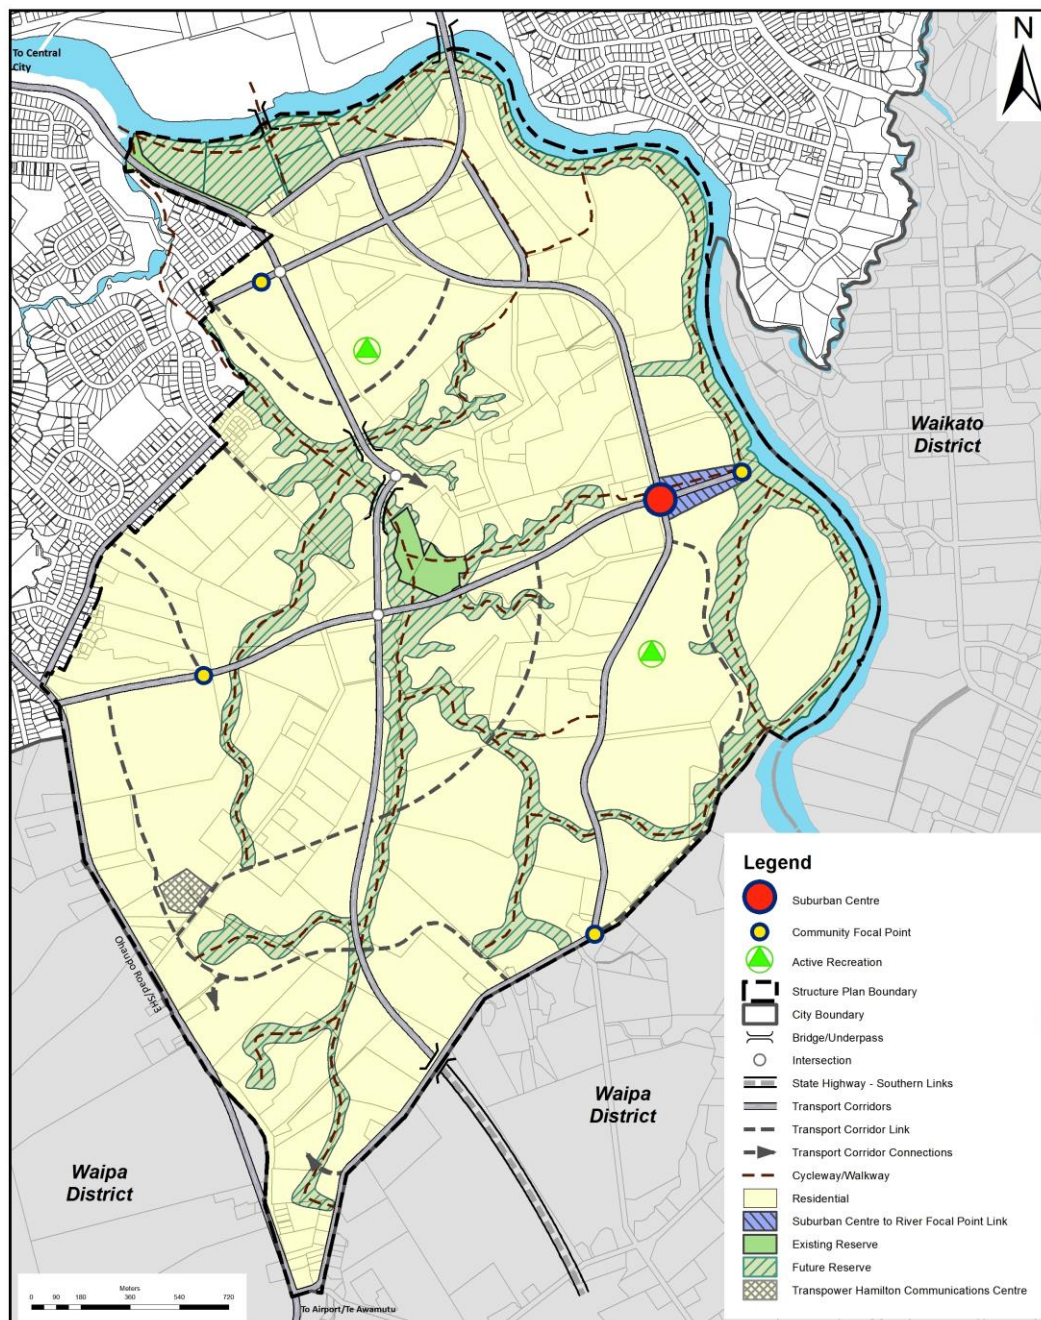 To Central
City
N
Waikato
District
Ohaupo Road/SH3
Waipa
District
Waipa
District
To Airport/Te Awamutu
Meters
0 90 180 360 540 720
Legend
Suburban Centre
Community Focal Point
Active Recreation
Structure Plan Boundary
City Boundary
Bridge/Underpass
Intersection
State Highway - Southern Links
Transport Corridors
Transport Corridor Link
Transport Corridor Connections
Cycleway/Walkway
Residential
Suburban Centre to River Focal Point Link
Existing Reserve
Future Reserve
Transpower Hamilton Communications Centre